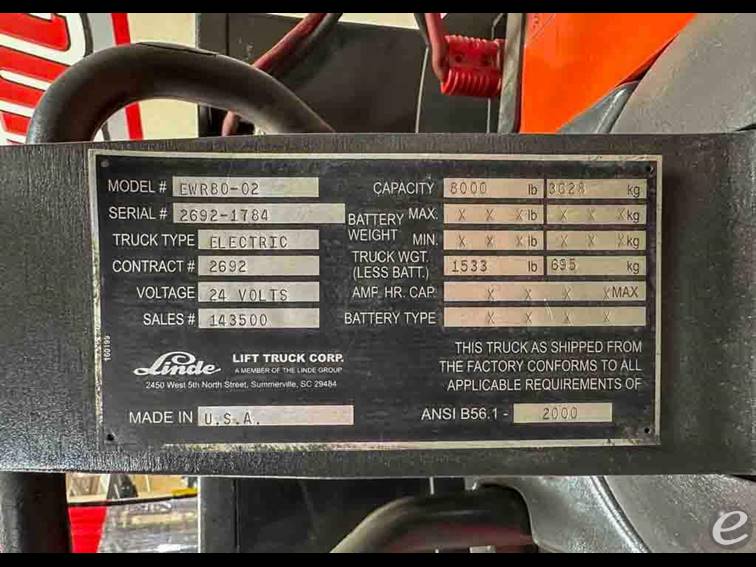 MODEL # EWR80-02
SERIAL # 2692-1784
TRUCK TYPE ELECTRIC
CONTRACT # 2692
VOLTAGE 24 VOLTS
SALES # 143500
CAPACITY 8000 lb 3628 kg
BATTERY WEIGHT MAX. X X X lb X X X X kg
MIN. X X X lb X X X X kg
TRUCK WGT. (LESS BATT.) 1533 lb 695 kg
AMP. HR. CAP. X X X X MAX
BATTERY TYPE X X X X
160199
Linde LIFT TRUCK CORP.
A MEMBER OF THE LINDE GROUP
2450 West 5th North Street, Summerville, SC 29484
THIS TRUCK AS SHIPPED FROM
THE FACTORY CONFORMS TO ALL
APPLICABLE REQUIREMENTS OF
MADE IN U.S.A.
ANSI B56.1 - 2000
e